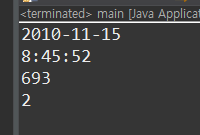 <terminated> main [Java Applicat
2010-11-15
8:45:52
693
2